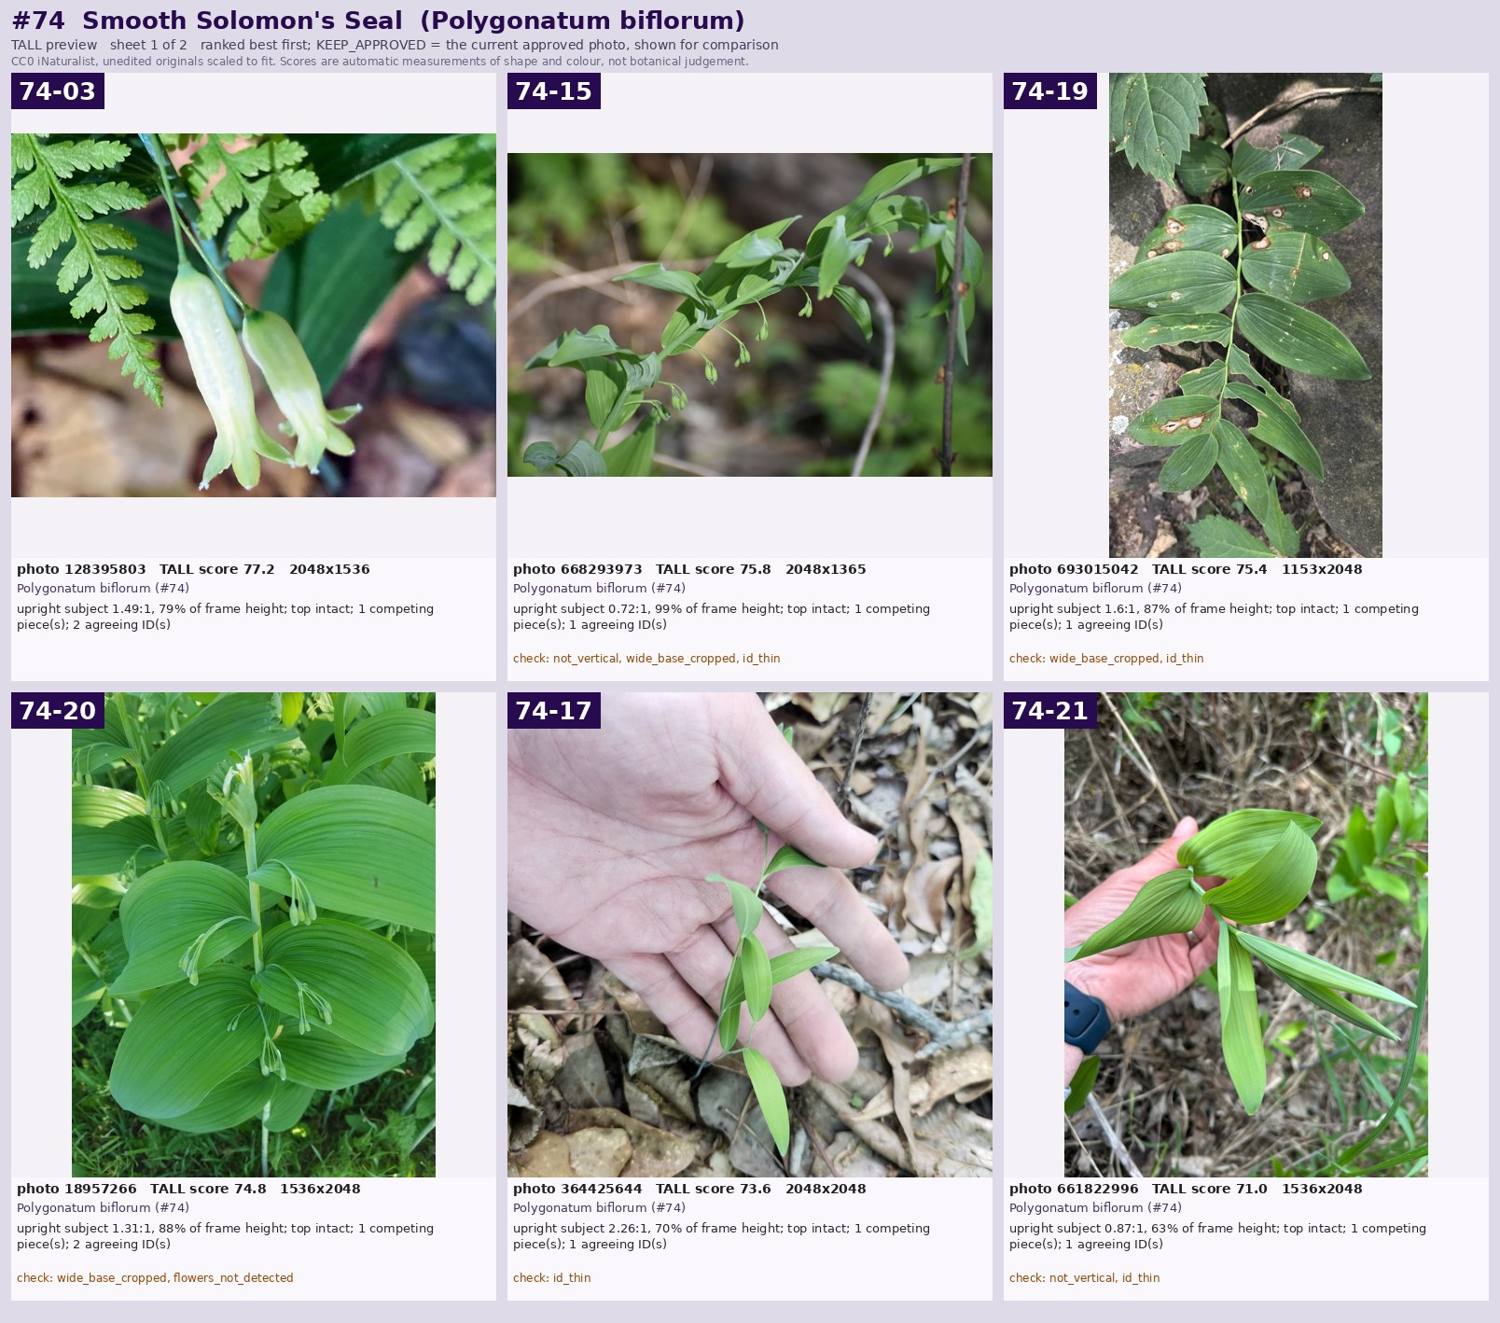 #74  Smooth Solomon's Seal  (Polygonatum biflorum)
TALL preview   sheet 1 of 2   ranked best first; KEEP_APPROVED = the current approved photo, shown for comparison
CC0 iNaturalist, unedited originals scaled to fit. Scores are automatic measurements of shape and colour, not botanical judgement.
74-03
photo 128395803   TALL score 77.2   2048x1536
Polygonatum biflorum (#74)
upright subject 1.49:1, 79% of frame height; top intact; 1 competing
piece(s); 2 agreeing ID(s)
74-15
photo 668293973   TALL score 75.8   2048x1365
Polygonatum biflorum (#74)
upright subject 0.72:1, 99% of frame height; top intact; 1 competing
piece(s); 1 agreeing ID(s)
check: not_vertical, wide_base_cropped, id_thin
74-19
photo 693015042   TALL score 75.4   1153x2048
Polygonatum biflorum (#74)
upright subject 1.6:1, 87% of frame height; top intact; 1 competing
piece(s); 1 agreeing ID(s)
check: wide_base_cropped, id_thin
74-20
photo 18957266   TALL score 74.8   1536x2048
Polygonatum biflorum (#74)
upright subject 1.31:1, 88% of frame height; top intact; 1 competing
piece(s); 2 agreeing ID(s)
check: wide_base_cropped, flowers_not_detected
74-17
photo 364425644   TALL score 73.6   2048x2048
Polygonatum biflorum (#74)
upright subject 2.26:1, 70% of frame height; top intact; 1 competing
piece(s); 1 agreeing ID(s)
check: id_thin
74-21
photo 661822996   TALL score 71.0   1536x2048
Polygonatum biflorum (#74)
upright subject 0.87:1, 63% of frame height; top intact; 1 competing
piece(s); 1 agreeing ID(s)
check: not_vertical, id_thin